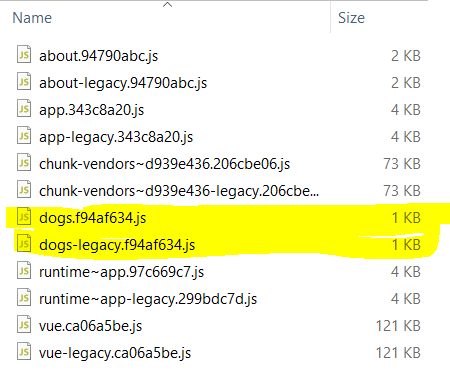 Name Size
about.94790abc.js 2 KB
about-legacy.94790abc.js 2 KB
app.343c8a20.js 4 KB
app-legacy.343c8a20.js 4 KB
chunk-vendors~d939e436.206cbe06.js 73 KB
chunk-vendors~d939e436-legacy.206cbe... 73 KB
dogs.f94af634.js 1 KB
dogs-legacy.f94af634.js 1 KB
runtime~app.97c669c7.js 4 KB
runtime~app-legacy.299bdc7d.js 4 KB
vue.ca06a5be.js 121 KB
vue-legacy.ca06a5be.js 121 KB